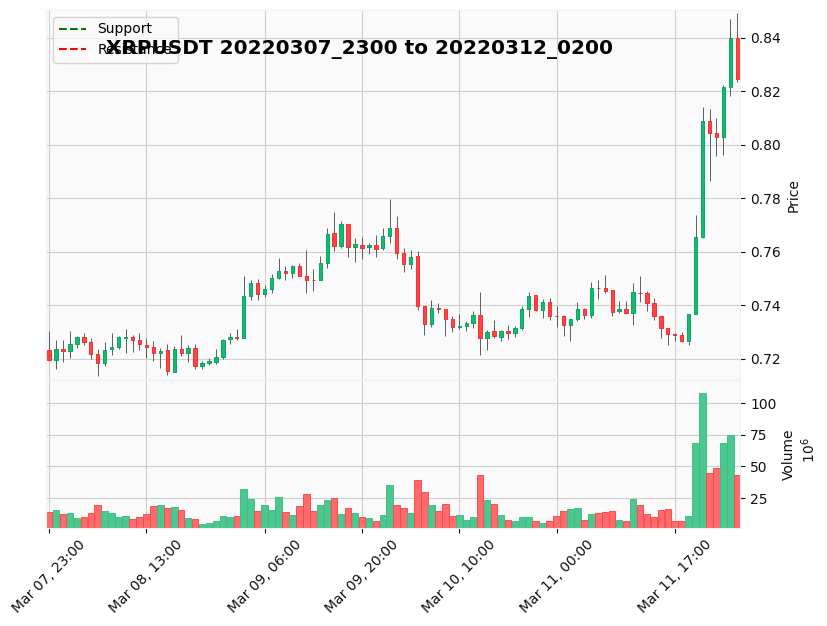 Support
Resistance
XRPUSDT 20220307_2300 to 20220312_0200
0.84
0.82
0.80
0.78
0.76
0.74
0.72
Price
100
75
50
25
Volume
10^6
Mar 07, 23:00
Mar 08, 13:00
Mar 09, 06:00
Mar 09, 20:00
Mar 10, 10:00
Mar 11, 00:00
Mar 11, 17:00